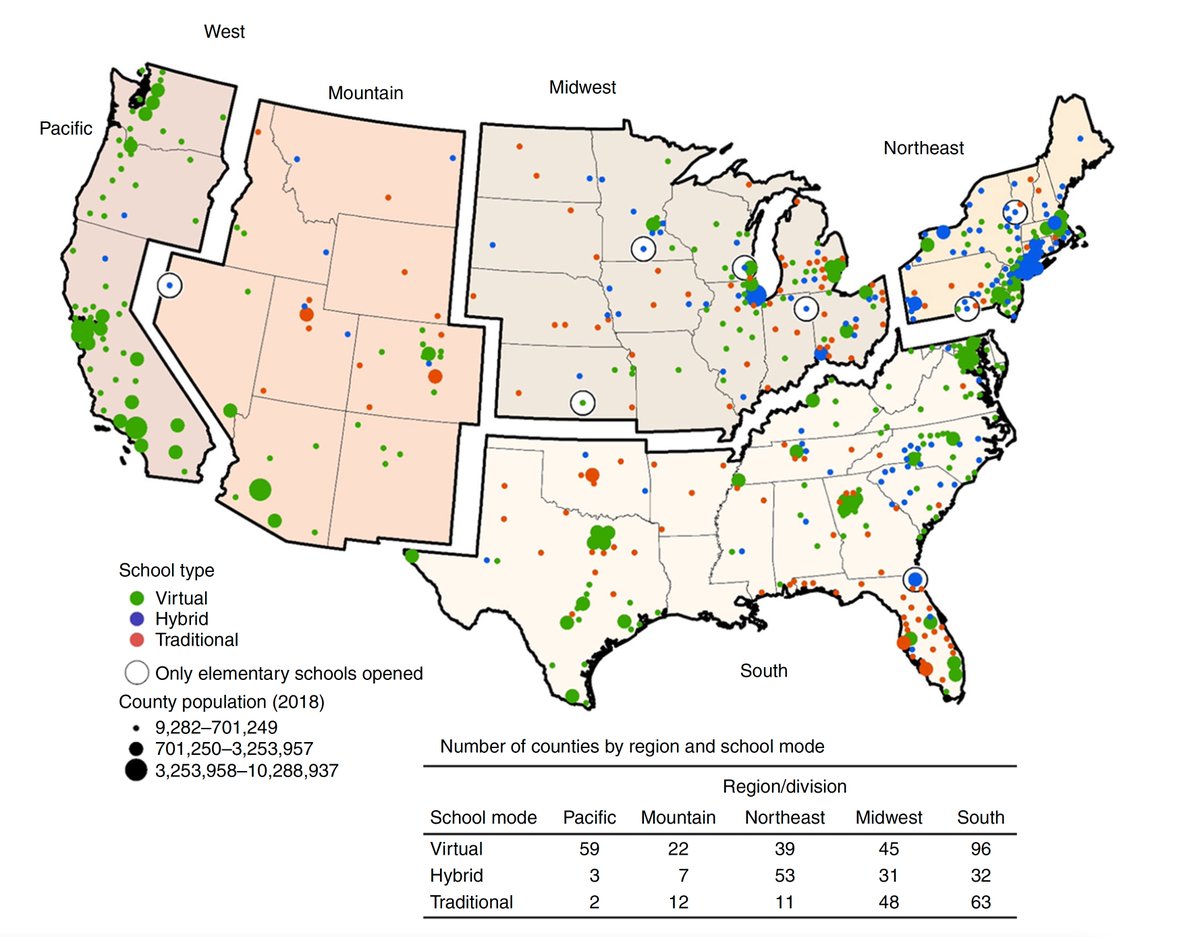 West
Mountain
Midwest
Pacific
Northeast
School type
Virtual
Hybrid
Traditional
Only elementary schools opened
County population (2018)
9,282–701,249
701,250–3,253,957
3,253,958–10,288,937
South
Number of counties by region and school mode
Region/division
School mode Pacific Mountain Northeast Midwest South
Virtual 59 22 39 45 96
Hybrid 3 7 53 31 32
Traditional 2 12 11 48 63